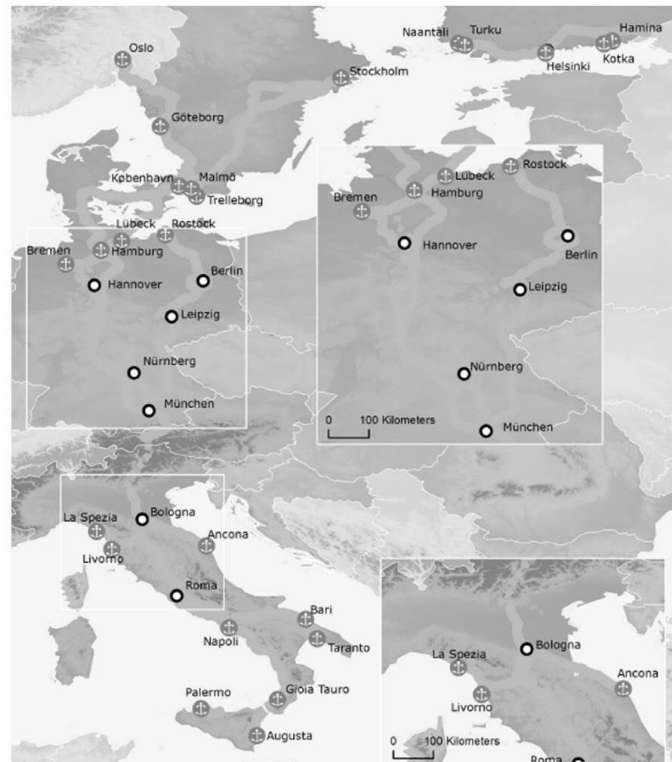 Oslo
Naantali
Turku
Hamina
Helsinki
Kotka
Stockholm
Göteborg
København
Malmö
Trelleborg
Lübeck
Rostock
Bremen
Hamburg
Hannover
Berlin
Leipzig
Nürnberg
München
Rostock
Lübeck
Bremen
Hamburg
Hannover
Berlin
Leipzig
Nürnberg
0 100 Kilometers
München
La Spezia
Bologna
Livorno
Ancona
Roma
Napoli
Bari
Taranto
Palermo
Gioia Tauro
Augusta
Bologna
La Spezia
Ancona
Livorno
0 100 Kilometers
Roma